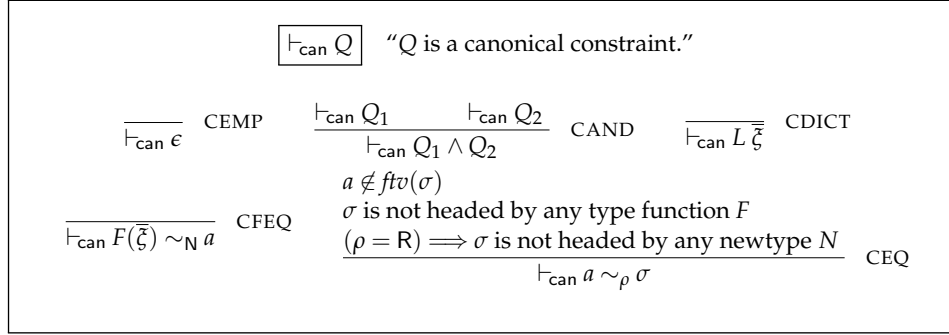 ⊢can Q “Q is a canonical constraint.”
⊢can Q₁ ⊢can Q₂
⊢can ϵ CEMP ⊢can Q₁ ∧ Q₂ CAND ⊢can L ξ̅ CDICT
a ∉ ftv(σ)
σ is not headed by any type function F
(ρ = R) ⟹ σ is not headed by any newtype N
⊢can F(ξ̅) ∼N a CFEQ ⊢can a ∼ρ σ CEQ